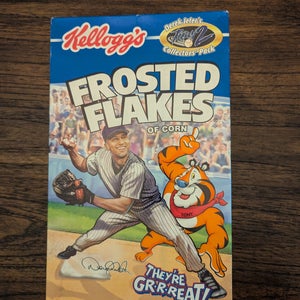 Kellogg's
Derek Jeter's
Collectors' Pack
FROSTED
FLAKES
OF CORN
TONY
THEY'RE
GR-R-REAT!